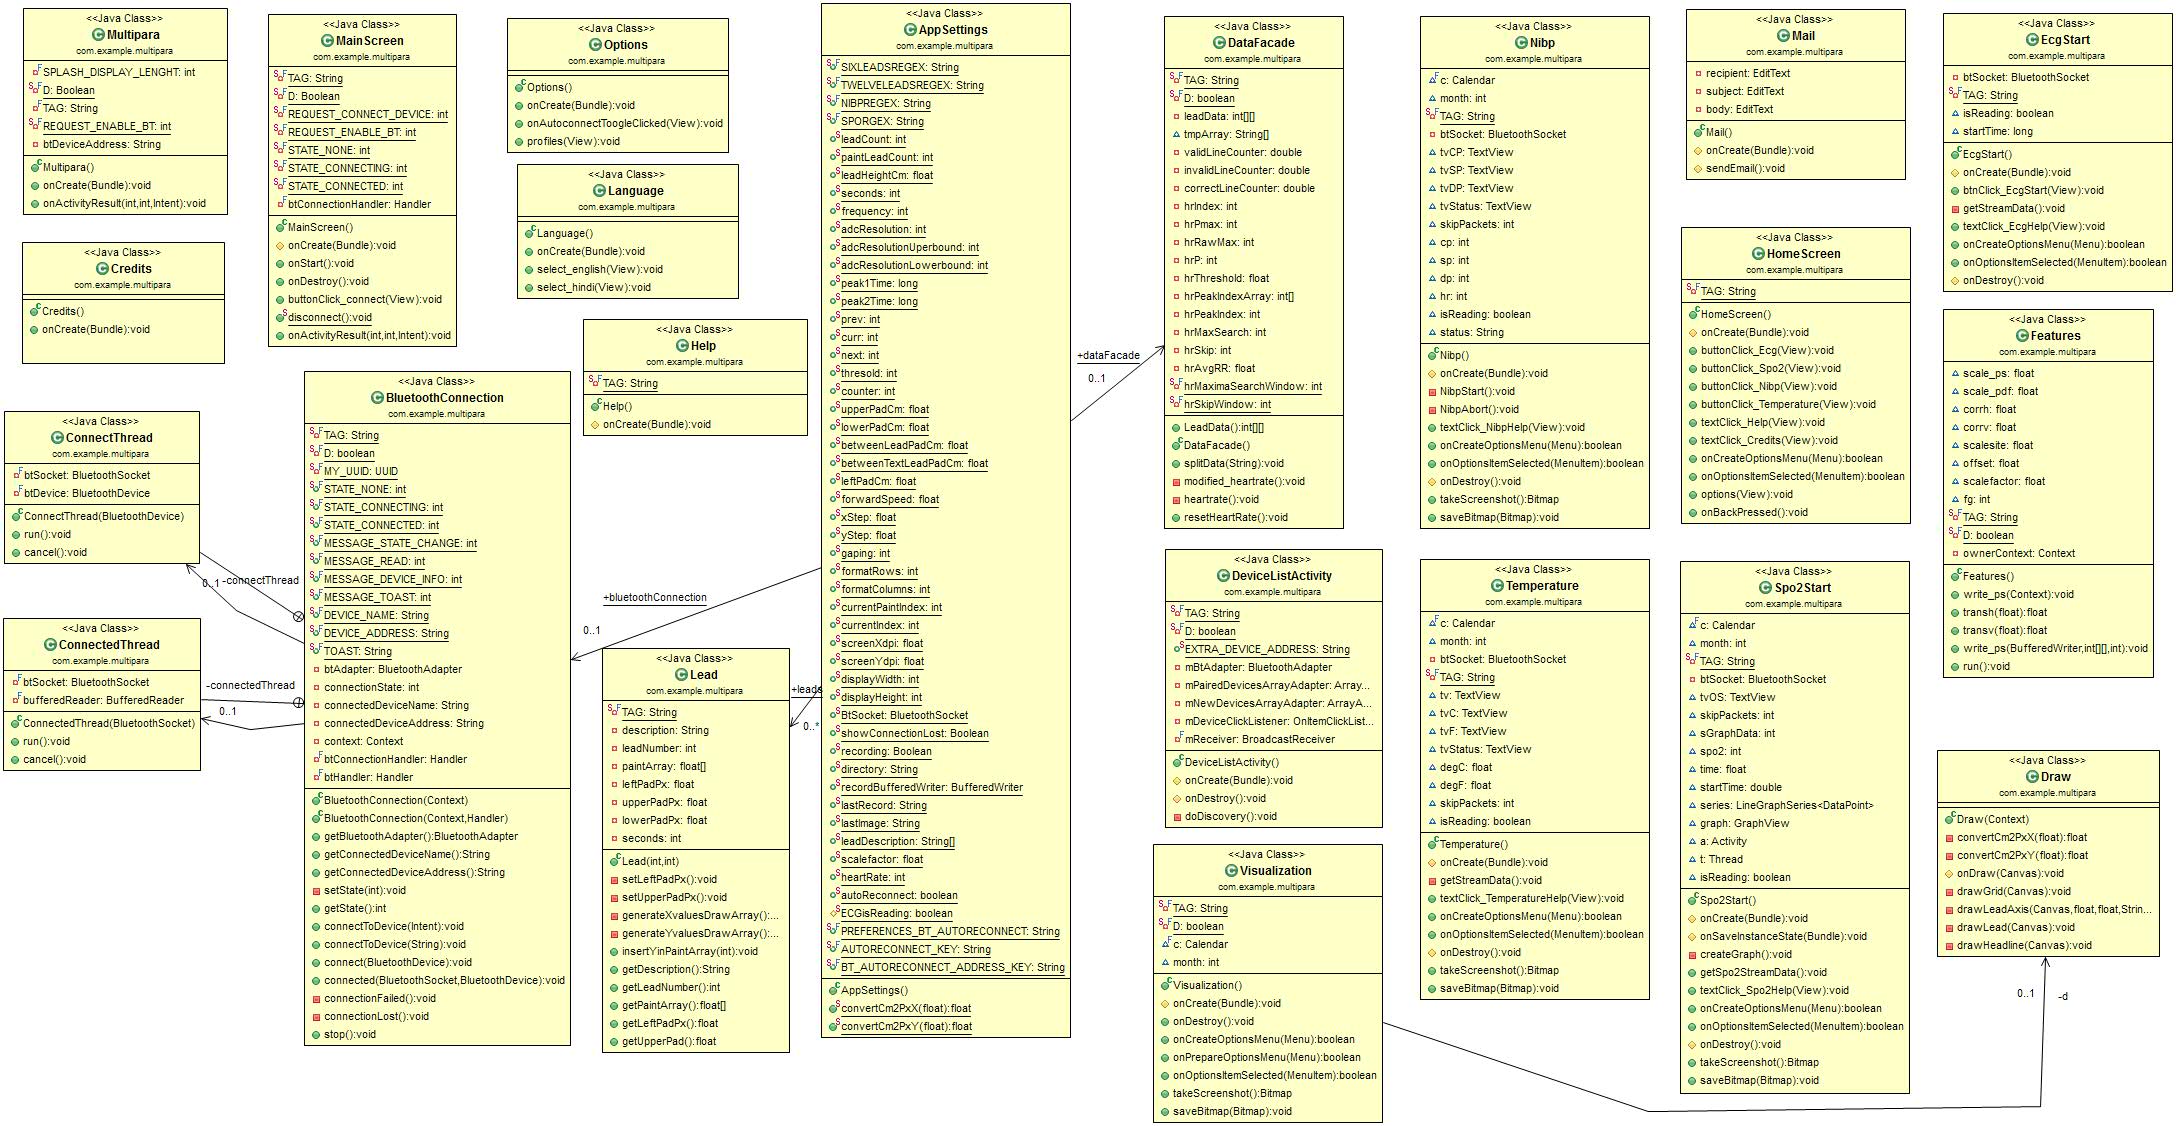 <<Java Class>>
Multipara
com.example.multipara
SPLASH_DISPLAY_LENGHT: int
D: Boolean
TAG: String
REQUEST_ENABLE_BT: int
btDeviceAddress: String
Multipara()
onCreate(Bundle):void
onActivityResult(int,int,Intent):void
<<Java Class>>
Credits
com.example.multipara
Credits()
onCreate(Bundle):void
<<Java Class>>
MainScreen
com.example.multipara
TAG: String
D: Boolean
REQUEST_CONNECT_DEVICE: int
REQUEST_ENABLE_BT: int
STATE_NONE: int
STATE_CONNECTING: int
STATE_CONNECTED: int
btConnectionHandler: Handler
MainScreen()
onCreate(Bundle):void
onStart():void
onDestroy():void
buttonClick_connect(View):void
disconnect():void
onActivityResult(int,int,Intent):void
<<Java Class>>
Options
com.example.multipara
Options()
onCreate(Bundle):void
onAutoconnectToogleClicked(View):void
profiles(View):void
<<Java Class>>
Language
com.example.multipara
Language()
onCreate(Bundle):void
select_english(View):void
select_hindi(View):void
<<Java Class>>
Help
com.example.multipara
TAG: String
Help()
onCreate(Bundle):void
<<Java Class>>
ConnectThread
com.example.multipara
btSocket: BluetoothSocket
btDevice: BluetoothDevice
ConnectThread(BluetoothDevice)
run():void
cancel():void
0..1
-connectThread
<<Java Class>>
ConnectedThread
com.example.multipara
btSocket: BluetoothSocket
bufferedReader: BufferedReader
ConnectedThread(BluetoothSocket)
run():void
cancel():void
-connectedThread
0..1
<<Java Class>>
BluetoothConnection
com.example.multipara
TAG: String
D: boolean
MY_UUID: UUID
STATE_NONE: int
STATE_CONNECTING: int
STATE_CONNECTED: int
MESSAGE_STATE_CHANGE: int
MESSAGE_READ: int
MESSAGE_DEVICE_INFO: int
MESSAGE_TOAST: int
DEVICE_NAME: String
DEVICE_ADDRESS: String
TOAST: String
btAdapter: BluetoothAdapter
connectionState: int
connectedDeviceName: String
connectedDeviceAddress: String
context: Context
btConnectionHandler: Handler
btHandler: Handler
BluetoothConnection(Context)
BluetoothConnection(Context,Handler)
getBluetoothAdapter():BluetoothAdapter
getConnectedDeviceName():String
getConnectedDeviceAddress():String
setState(int):void
getState():int
connectToDevice(Intent):void
connectToDevice(String):void
connect(BluetoothDevice):void
connected(BluetoothSocket,BluetoothDevice):void
connectionFailed():void
connectionLost():void
stop():void
+bluetoothConnection
0..1
<<Java Class>>
Lead
com.example.multipara
TAG: String
description: String
leadNumber: int
paintArray: float[]
leftPadPx: float
upperPadPx: float
lowerPadPx: float
seconds: int
Lead(int,int)
setLeftPadPx():void
setUpperPadPx():void
generateXvaluesDrawArray():...
generateYvaluesDrawArray():...
insertYinPaintArray(int):void
getDescription():String
getLeadNumber():int
getPaintArray():float[]
getLeftPadPx():float
getUpperPad():float
+leads
0..*
<<Java Class>>
AppSettings
com.example.multipara
SIXLEADSREGEX: String
TWELVELEADSREGEX: String
NIBPREGEX: String
SPORGEX: String
leadCount: int
paintLeadCount: int
leadHeightCm: float
seconds: int
frequency: int
adcResolution: int
adcResolutionUperbound: int
adcResolutionLowerbound: int
peak1Time: long
peak2Time: long
prev: int
curr: int
next: int
thresold: int
counter: int
upperPadCm: float
lowerPadCm: float
betweenLeadPadCm: float
betweenTextLeadPadCm: float
leftPadCm: float
forwardSpeed: float
xStep: float
yStep: float
gaping: int
formatRows: int
formatColumns: int
currentPaintIndex: int
currentIndex: int
screenXdpi: float
screenYdpi: float
displayWidth: int
displayHeight: int
BtSocket: BluetoothSocket
showConnectionLost: Boolean
recording: Boolean
directory: String
recordBufferedWriter: BufferedWriter
lastRecord: String
lastImage: String
leadDescription: String[]
scalefactor: float
heartRate: int
autoReconnect: boolean
ECGisReading: boolean
PREFERENCES_BT_AUTORECONNECT: String
AUTORECONNECT_KEY: String
BT_AUTORECONNECT_ADDRESS_KEY: String
AppSettings()
convertCm2PxX(float):float
convertCm2PxY(float):float
+dataFacade
0..1
<<Java Class>>
DataFacade
com.example.multipara
TAG: String
D: boolean
leadData: int[][]
tmpArray: String[]
validLineCounter: double
invalidLineCounter: double
correctLineCounter: double
hrIndex: int
hrPmax: int
hrRawMax: int
hrP: int
hrThreshold: float
hrPeakIndexArray: int[]
hrPeakIndex: int
hrMaxSearch: int
hrSkip: int
hrAvgRR: float
hrMaximaSearchWindow: int
hrSkipWindow: int
LeadData():int[][]
DataFacade()
splitData(String):void
modified_heartrate():void
heartrate():void
resetHeartRate():void
<<Java Class>>
DeviceListActivity
com.example.multipara
TAG: String
D: boolean
EXTRA_DEVICE_ADDRESS: String
mBtAdapter: BluetoothAdapter
mPairedDevicesArrayAdapter: Array...
mNewDevicesArrayAdapter: ArrayA...
mDeviceClickListener: OnItemClickList...
mReceiver: BroadcastReceiver
DeviceListActivity()
onCreate(Bundle):void
onDestroy():void
doDiscovery():void
<<Java Class>>
Visualization
com.example.multipara
TAG: String
D: boolean
c: Calendar
month: int
Visualization()
onCreate(Bundle):void
onDestroy():void
onCreateOptionsMenu(Menu):boolean
onPrepareOptionsMenu(Menu):boolean
onOptionsItemSelected(MenuItem):boolean
takeScreenshot():Bitmap
saveBitmap(Bitmap):void
<<Java Class>>
Nibp
com.example.multipara
c: Calendar
month: int
TAG: String
btSocket: BluetoothSocket
tvCP: TextView
tvSP: TextView
tvDP: TextView
tvStatus: TextView
skipPackets: int
cp: int
sp: int
dp: int
hr: int
isReading: boolean
status: String
Nibp()
onCreate(Bundle):void
NibpStart():void
NibpAbort():void
textClick_NibpHelp(View):void
onCreateOptionsMenu(Menu):boolean
onOptionsItemSelected(MenuItem):boolean
onDestroy():void
takeScreenshot():Bitmap
saveBitmap(Bitmap):void
<<Java Class>>
Temperature
com.example.multipara
c: Calendar
month: int
btSocket: BluetoothSocket
TAG: String
tv: TextView
tvC: TextView
tvF: TextView
tvStatus: TextView
degC: float
degF: float
skipPackets: int
isReading: boolean
Temperature()
onCreate(Bundle):void
getStreamData():void
textClick_TemperatureHelp(View):void
onCreateOptionsMenu(Menu):boolean
onOptionsItemSelected(MenuItem):boolean
onDestroy():void
takeScreenshot():Bitmap
saveBitmap(Bitmap):void
<<Java Class>>
Mail
com.example.multipara
recipient: EditText
subject: EditText
body: EditText
Mail()
onCreate(Bundle):void
sendEmail():void
<<Java Class>>
HomeScreen
com.example.multipara
TAG: String
HomeScreen()
onCreate(Bundle):void
buttonClick_Ecg(View):void
buttonClick_Spo2(View):void
buttonClick_Nibp(View):void
buttonClick_Temperature(View):void
textClick_Help(View):void
textClick_Credits(View):void
onCreateOptionsMenu(Menu):boolean
onOptionsItemSelected(MenuItem):boolean
options(View):void
onBackPressed():void
<<Java Class>>
Spo2Start
com.example.multipara
c: Calendar
month: int
TAG: String
btSocket: BluetoothSocket
tvOS: TextView
skipPackets: int
sGraphData: int
spo2: int
time: float
startTime: double
series: LineGraphSeries<DataPoint>
graph: GraphView
a: Activity
t: Thread
isReading: boolean
Spo2Start()
onCreate(Bundle):void
onSaveInstanceState(Bundle):void
createGraph():void
getSpo2StreamData():void
textClick_Spo2Help(View):void
onCreateOptionsMenu(Menu):boolean
onOptionsItemSelected(MenuItem):boolean
onDestroy():void
takeScreenshot():Bitmap
saveBitmap(Bitmap):void
<<Java Class>>
EcgStart
com.example.multipara
btSocket: BluetoothSocket
TAG: String
isReading: boolean
startTime: long
EcgStart()
onCreate(Bundle):void
btnClick_EcgStart(View):void
getStreamData():void
textClick_EcgHelp(View):void
onCreateOptionsMenu(Menu):boolean
onOptionsItemSelected(MenuItem):boolean
onDestroy():void
<<Java Class>>
Features
com.example.multipara
scale_ps: float
scale_pdf: float
corrh: float
corrv: float
scalesite: float
offset: float
scalefactor: float
fg: int
TAG: String
D: boolean
ownerContext: Context
Features()
write_ps(Context):void
transh(float):float
transv(float):float
write_ps(BufferedWriter,int[][],int):void
run():void
<<Java Class>>
Draw
com.example.multipara
Draw(Context)
convertCm2PxX(float):float
convertCm2PxY(float):float
onDraw(Canvas):void
drawGrid(Canvas):void
drawLeadAxis(Canvas,float,float,Strin...
drawLead(Canvas):void
drawHeadline(Canvas):void
0..1
-d